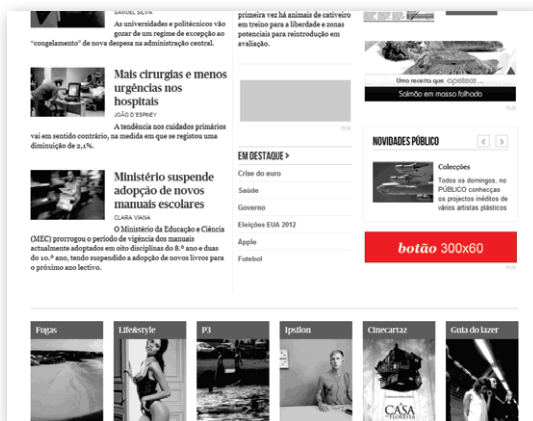 SAMUEL SILVA
As universidades e politécnicos vão
gozar de um regime de excepção ao
“congelamento” de nova despesa na administração central.
Mais cirurgias e menos
urgências nos
hospitais
JOÃO D'ESPINEY
A tendência nos cuidados primários
vai em sentido contrário, na medida em que se registou uma
diminuição de 2,1%.
Ministério suspende
adopção de novos
manuais escolares
CLARA VIANA
O Ministério da Educação e Ciência
(MEC) prorrogou o período de vigência dos manuais
actualmente adoptados em oito disciplinas do 8.º ano e duas
do 10.º ano, tendo suspendido a adopção de novos livros para
o próximo ano lectivo.
primeira vez há animais de cativeiro
em treino para a liberdade e zonas
potenciais para reintrodução em
avaliação.
PUB
EM DESTAQUE >
Crise do euro
Saúde
Governo
Eleições EUA 2012
Apple
Futebol
Uma receita que apetece ...
Salmão em massa folhada
PUB
NOVIDADES PÚBLICO
< >
Colecções
Todos os domingos, no
PÚBLICO conhecças
os projectos inéditos de
vários artistas plásticos
botão 300x60
PUB
Fugas
Life&style
P3
Ípsilon
Cinecartaz
Guia do lazer
A
CASA
NA
FLORESTA